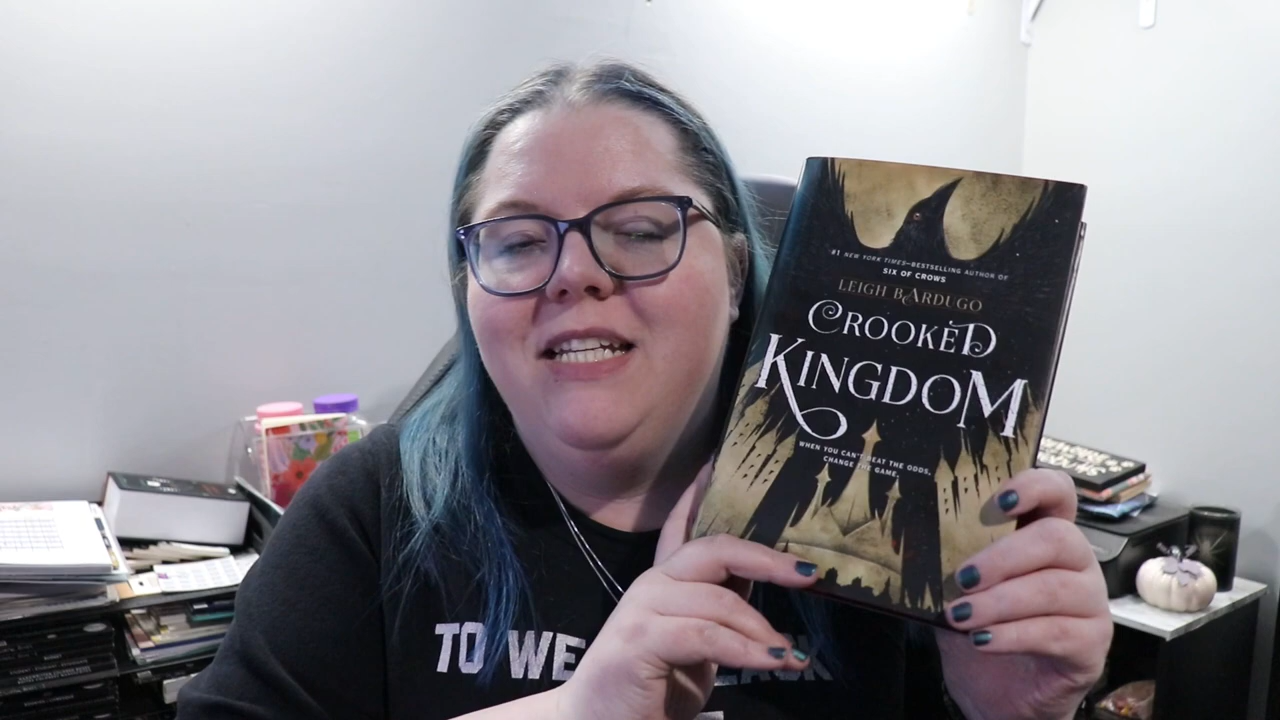 #1 NEW YORK TIMES–BESTSELLING AUTHOR OF
SIX OF CROWS
LEIGH BARDUGO
CROOKED
KINGDOM
WHEN YOU CAN'T BEAT THE ODDS,
CHANGE THE GAME.
TO WE